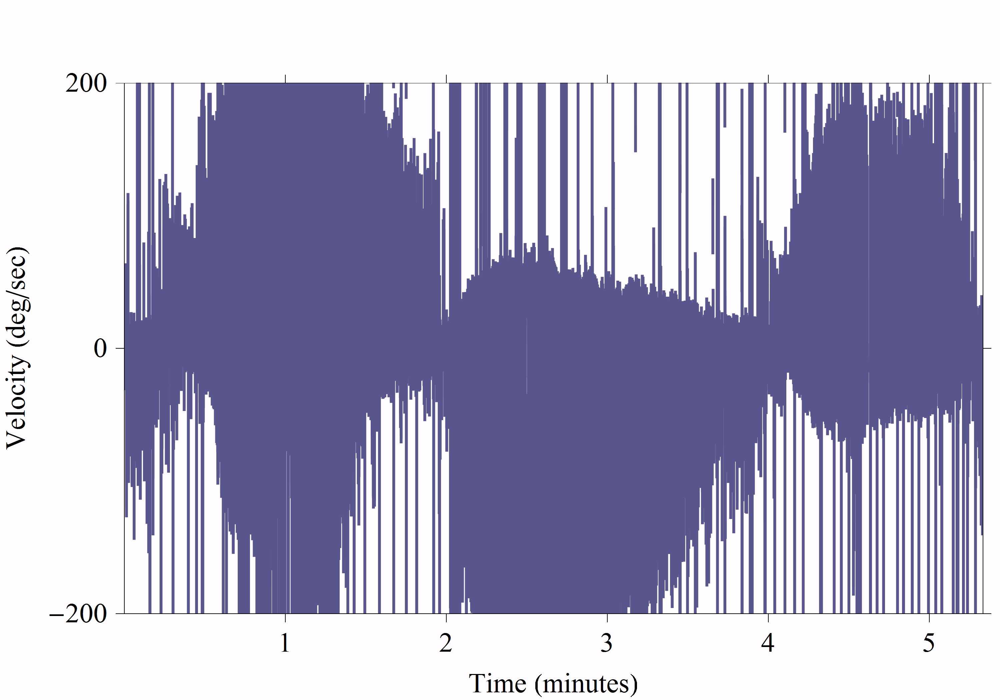 200
0
−200
Velocity (deg/sec)
1 2 3 4 5
Time (minutes)